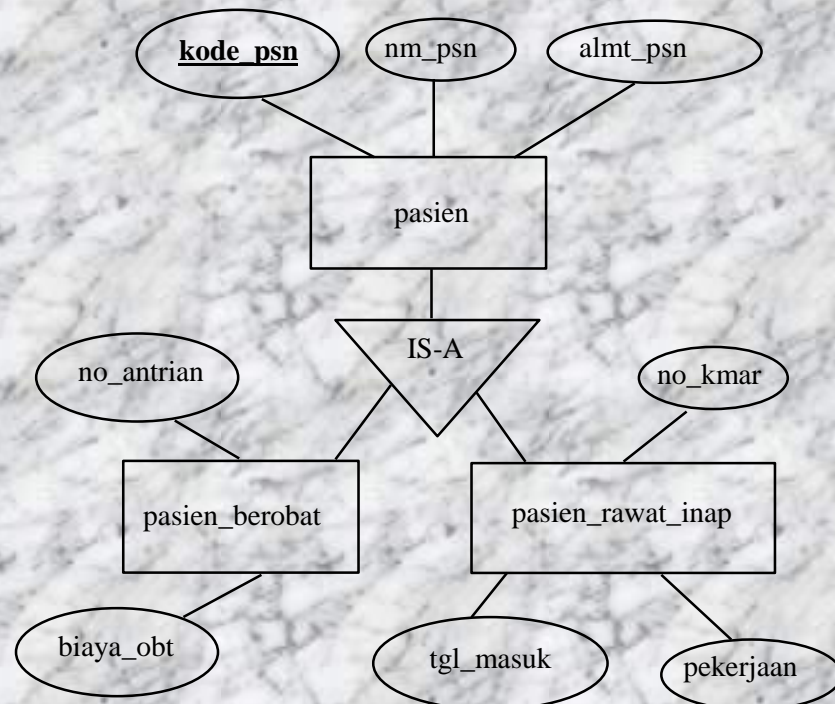 kode_psn
nm_psn
almt_psn
pasien
IS-A
no_antrian
no_kmar
pasien_berobat
pasien_rawat_inap
biaya_obt
tgl_masuk
pekerjaan